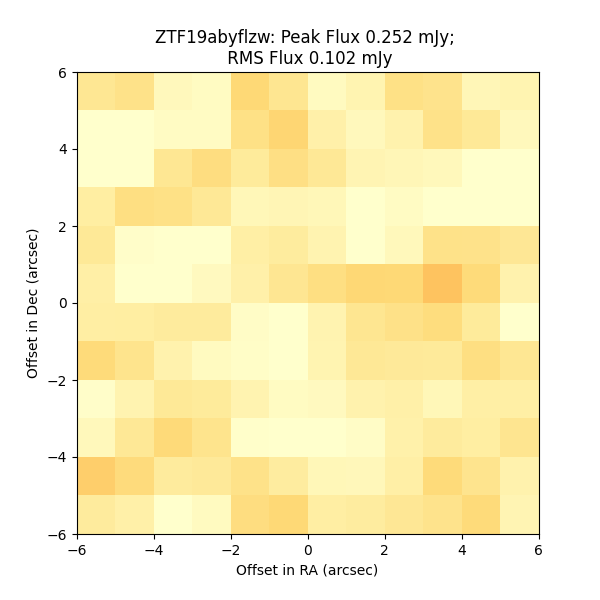 ZTF19abyflzw: Peak Flux 0.252 mJy;
RMS Flux 0.102 mJy
6
4
2
0
−2
−4
−6
Offset in Dec (arcsec)
−6 −4 −2 0 2 4 6
Offset in RA (arcsec)